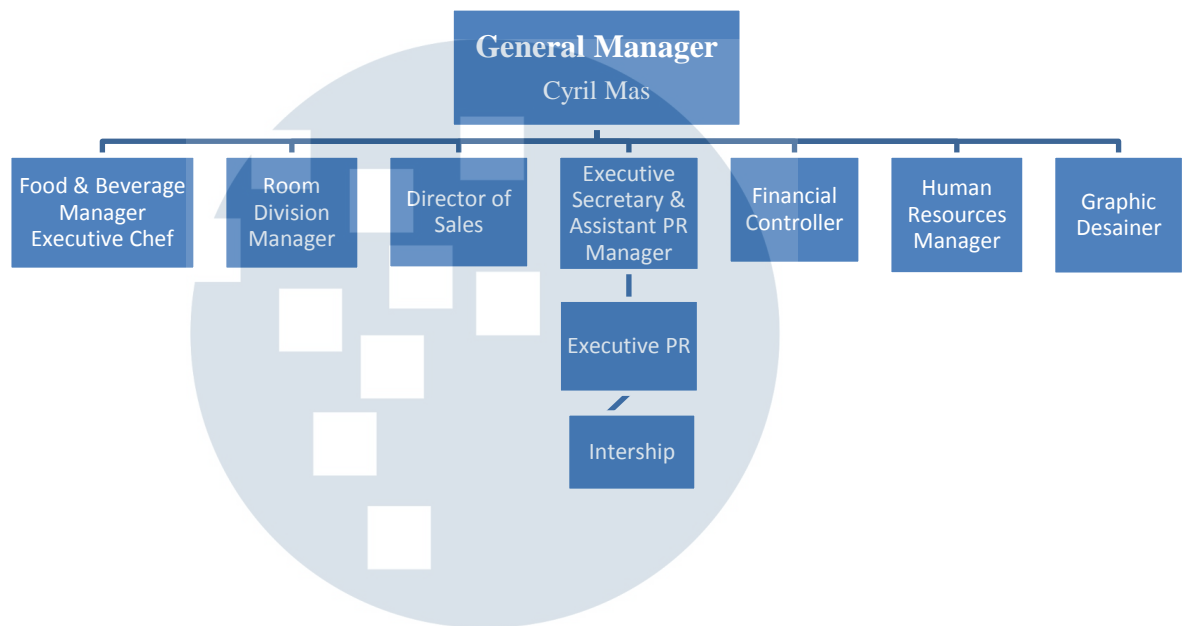 General Manager
Cyril Mas
Food & Beverage
Manager
Executive Chef
Room
Division
Manager
Director of
Sales
Executive
Secretary &
Assistant PR
Manager
Financial
Controller
Human
Resources
Manager
Graphic
Desainer
Executive PR
Intership